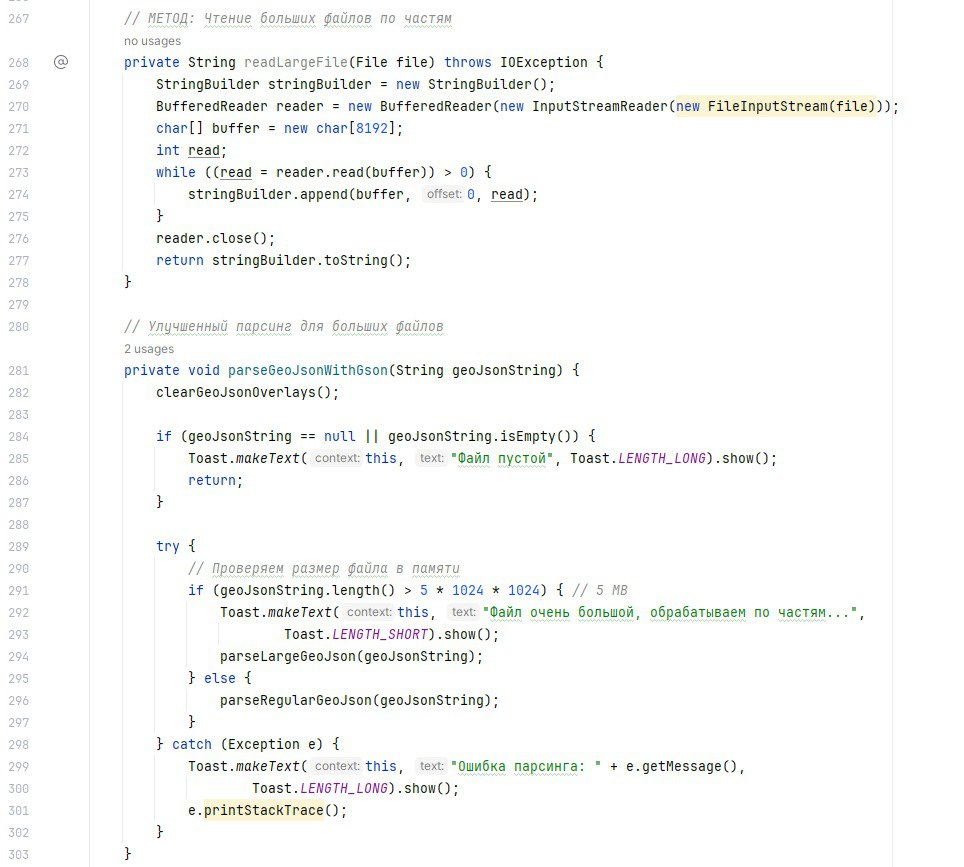 267 // МЕТОД: Чтение больших файлов по частям
no usages
268 @ private String readLargeFile(File file) throws IOException {
269 StringBuilder stringBuilder = new StringBuilder();
270 BufferedReader reader = new BufferedReader(new InputStreamReader(new FileInputStream(file)));
271 char[] buffer = new char[8192];
272 int read;
273 while ((read = reader.read(buffer)) > 0) {
274 stringBuilder.append(buffer, offset: 0, read);
275 }
276 reader.close();
277 return stringBuilder.toString();
278 }
279
280 // Улучшенный парсинг для больших файлов
2 usages
281 private void parseGeoJsonWithGson(String geoJsonString) {
282 clearGeoJsonOverlays();
283
284 if (geoJsonString == null || geoJsonString.isEmpty()) {
285 Toast.makeText( context: this, text: "Файл пустой", Toast.LENGTH_LONG).show();
286 return;
287 }
288
289 try {
290 // Проверяем размер файла в памяти
291 if (geoJsonString.length() > 5 * 1024 * 1024) { // 5 MB
292 Toast.makeText( context: this, text: "Файл очень большой, обрабатываем по частям...",
293 Toast.LENGTH_SHORT).show();
294 parseLargeGeoJson(geoJsonString);
295 } else {
296 parseRegularGeoJson(geoJsonString);
297 }
298 } catch (Exception e) {
299 Toast.makeText( context: this, text: "Ошибка парсинга: " + e.getMessage(),
300 Toast.LENGTH_LONG).show();
301 e.printStackTrace();
302 }
303 }